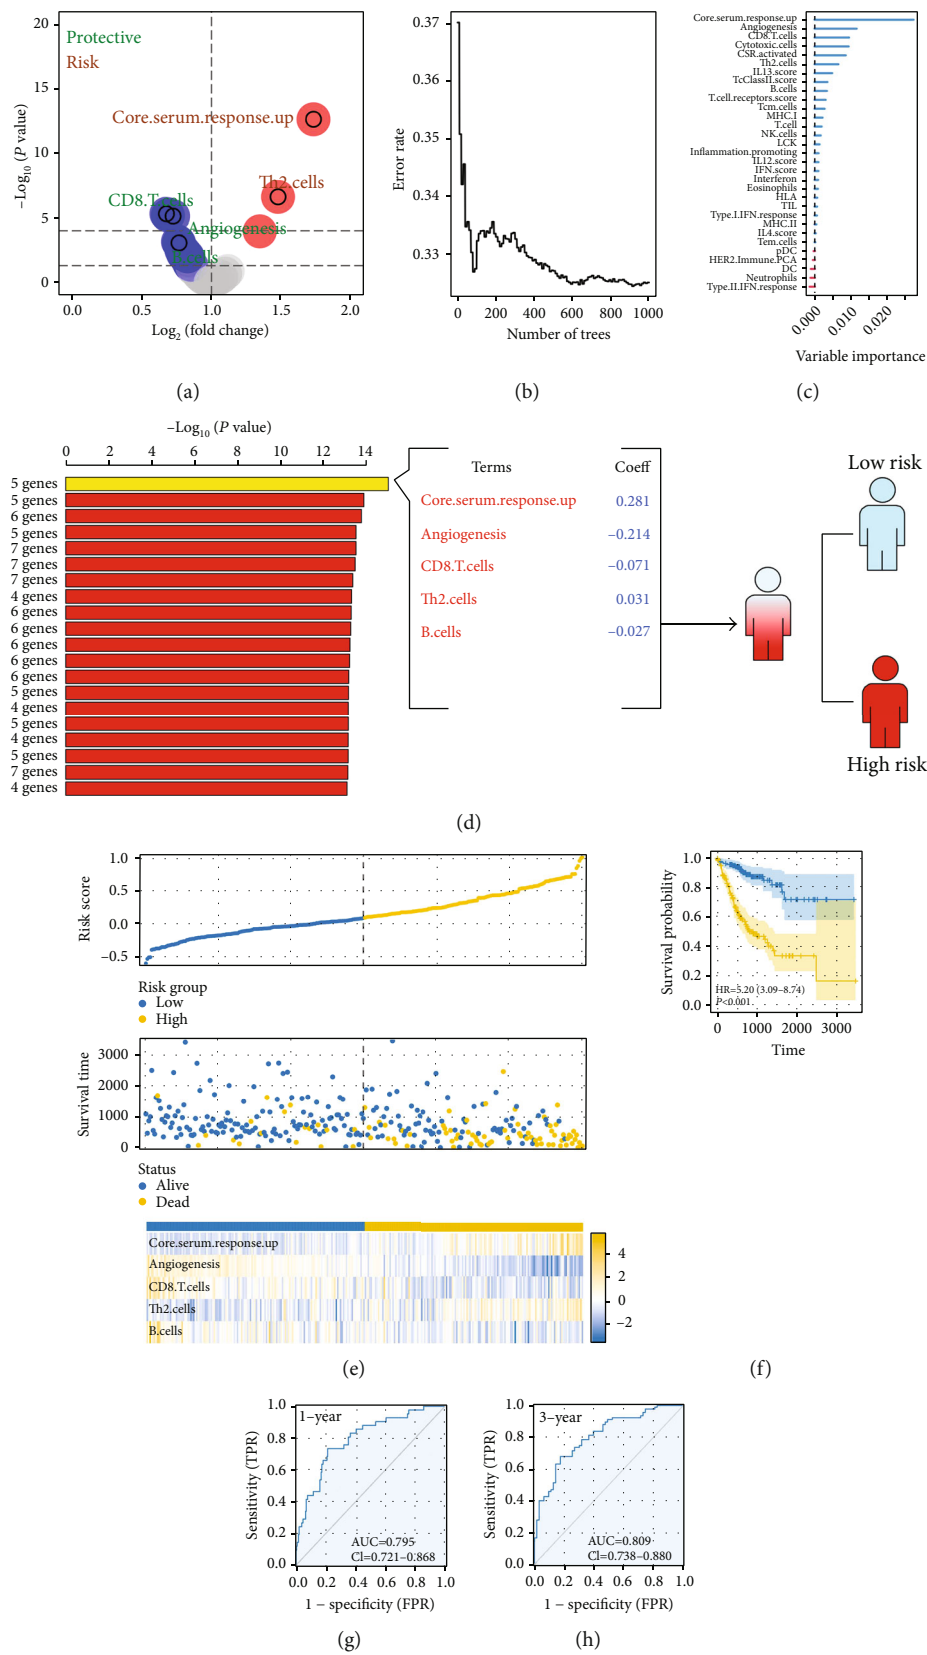 Protective
Risk
Core.serum.response.up
Th2.cells
CD8.T.cells
Angiogenesis
B.cells
20
15
10
5
0
−Log10 (P value)
0.0 0.5 1.0 1.5 2.0
Log2 (fold change)
(a)
0.37
0.36
0.35
0.34
0.33
Error rate
0 200 400 600 800 1000
Number of trees
(b)
Core.serum.response.up
Angiogenesis
CD8.T.cells
Cytotoxic.cells
CSR.activated
Th2.cells
IL13.score
TcClassII.score
B.cells
T.cell.receptors.score
Tcm.cells
MHC.I
T.cell
NK.cells
LCK
Inflammation.promoting
IL12.score
IFN.score
Interferon
Eosinophils
HLA
TIL
Type.I.IFN.response
MHC.II
IL4.score
Tem.cells
pDC
HER2.Immune.PCA
DC
Neutrophils
Type.II.IFN.response
0.000 0.010 0.020
Variable importance
(c)
−Log10 (P value)
0 2 4 6 8 10 12 14
5 genes
5 genes
6 genes
5 genes
7 genes
7 genes
7 genes
4 genes
6 genes
6 genes
6 genes
6 genes
6 genes
5 genes
4 genes
5 genes
4 genes
5 genes
7 genes
4 genes
Terms Coeff
Core.serum.response.up 0.281
Angiogenesis −0.214
CD8.T.cells −0.071
Th2.cells 0.031
B.cells −0.027
Low risk
High risk
(d)
1.0
0.5
0.0
−0.5
Risk score
Risk group
Low
High
3000
2000
1000
0
Survival time
Status
Alive
Dead
Core.serum.response.up
Angiogenesis
CD8.T.cells
Th2.cells
B.cells
4
2
0
−2
(e)
1.0
0.8
0.6
0.4
0.2
0.0
Survival probability
HR=5.20 (3.09−8.74)
P<0.001
0 1000 2000 3000
Time
(f)
1.0
0.8
0.6
0.4
0.2
0.0
Sensitivity (TPR)
1−year
AUC=0.795
CI=0.721−0.868
0.0 0.2 0.4 0.6 0.8 1.0
1 − specificity (FPR)
(g)
1.0
0.8
0.6
0.4
0.2
0.0
Sensitivity (TPR)
3−year
AUC=0.809
CI=0.738−0.880
0.0 0.2 0.4 0.6 0.8 1.0
1 − specificity (FPR)
(h)